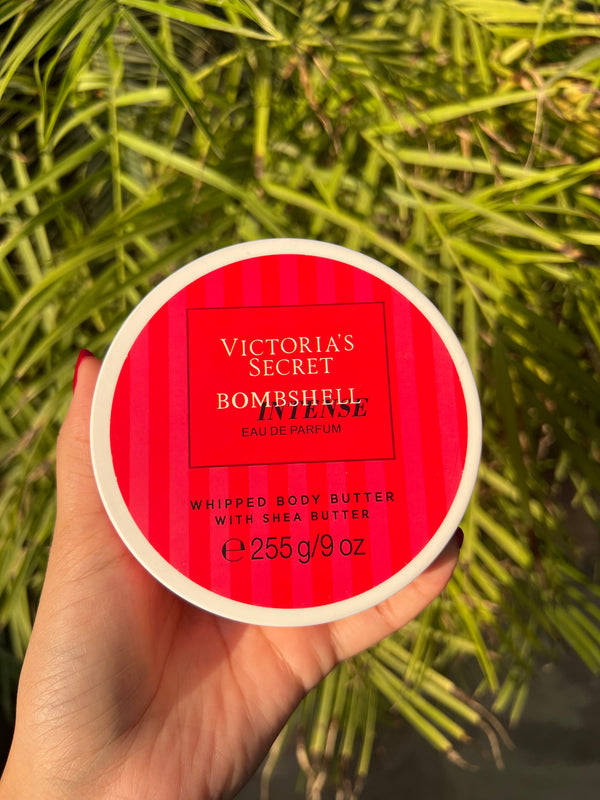 VICTORIA'S
SECRET
BOMBSHELL
INTENSE
EAU DE PARFUM
WHIPPED BODY BUTTER
WITH SHEA BUTTER
℮ 255 g/9 oz